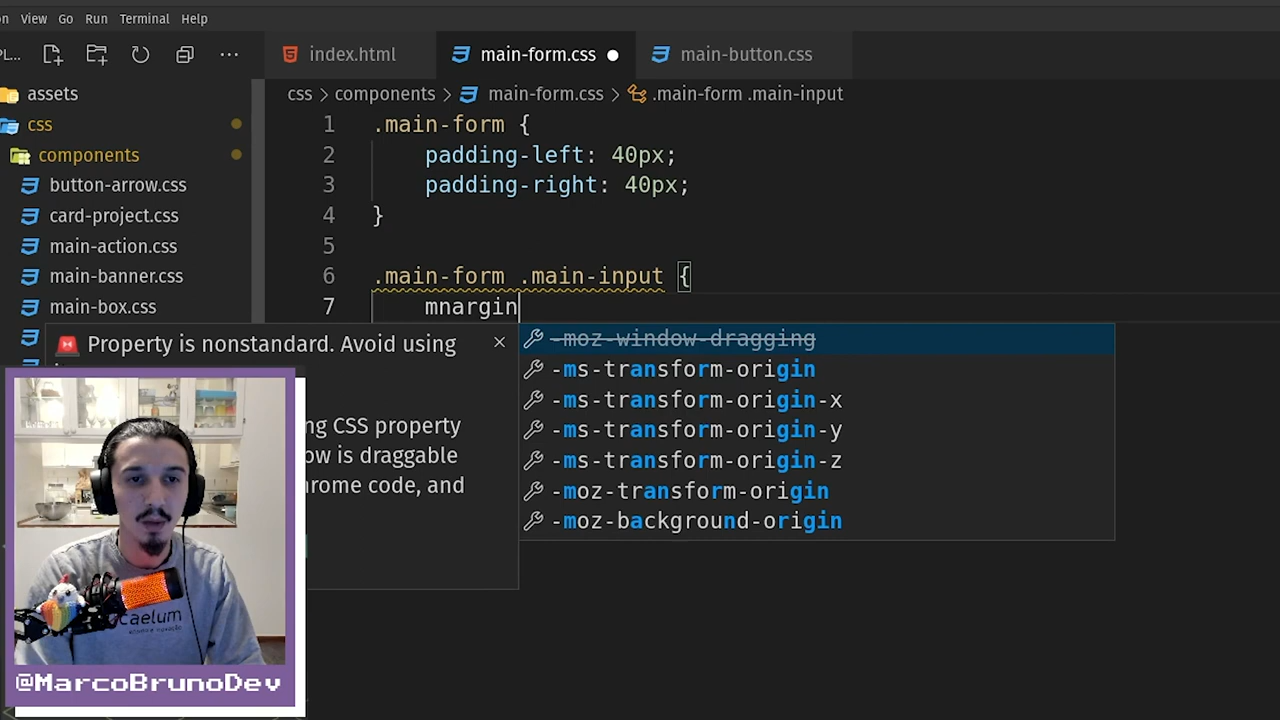 on View Go Run Terminal Help
PL... ... index.html main-form.css main-button.css
assets
css > components > main-form.css > .main-form .main-input
css
components
button-arrow.css
card-project.css
main-action.css
main-banner.css
main-box.css
1 .main-form {
2 padding-left: 40px;
3 padding-right: 40px;
4 }
5
6 .main-form .main-input {
7 mnargin
🚨 Property is nonstandard. Avoid using ×
ng CSS property
ow is draggable
hrome code, and
-moz-window-dragging
-ms-transform-origin
-ms-transform-origin-x
-ms-transform-origin-y
-ms-transform-origin-z
-moz-transform-origin
-moz-background-origin
caelum
@MarcoBrunoDev